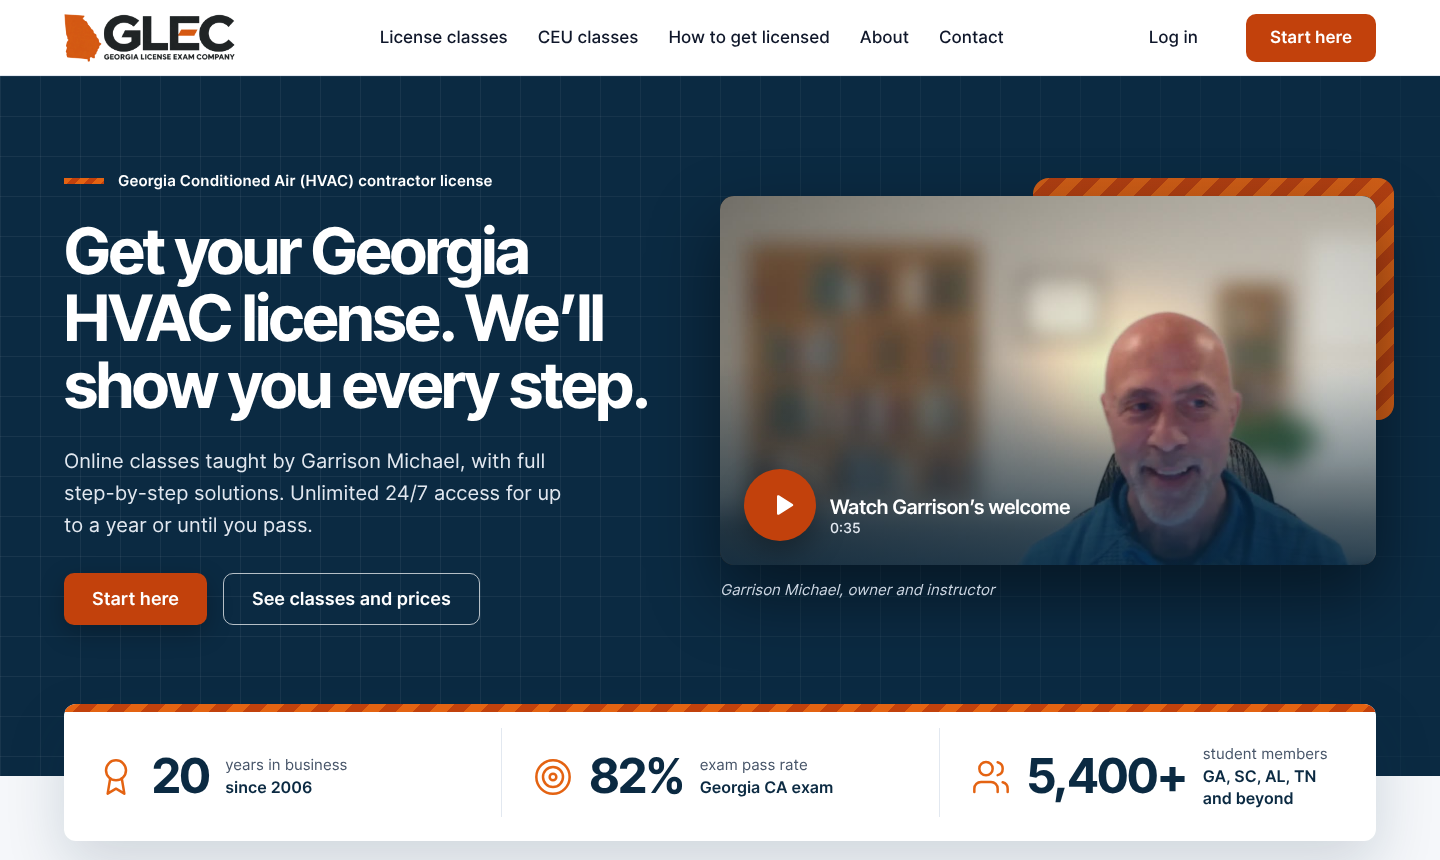 GLEC
GEORGIA LICENSE EXAM COMPANY
License classes
CEU classes
How to get licensed
About
Contact
Log in
Start here
Georgia Conditioned Air (HVAC) contractor license
Get your Georgia
HVAC license. We’ll
show you every step.
Online classes taught by Garrison Michael, with full
step-by-step solutions. Unlimited 24/7 access for up
to a year or until you pass.
Start here
See classes and prices
Watch Garrison’s welcome
0:35
Garrison Michael, owner and instructor
20
years in business
since 2006
82%
exam pass rate
Georgia CA exam
5,400+
student members
GA, SC, AL, TN
and beyond